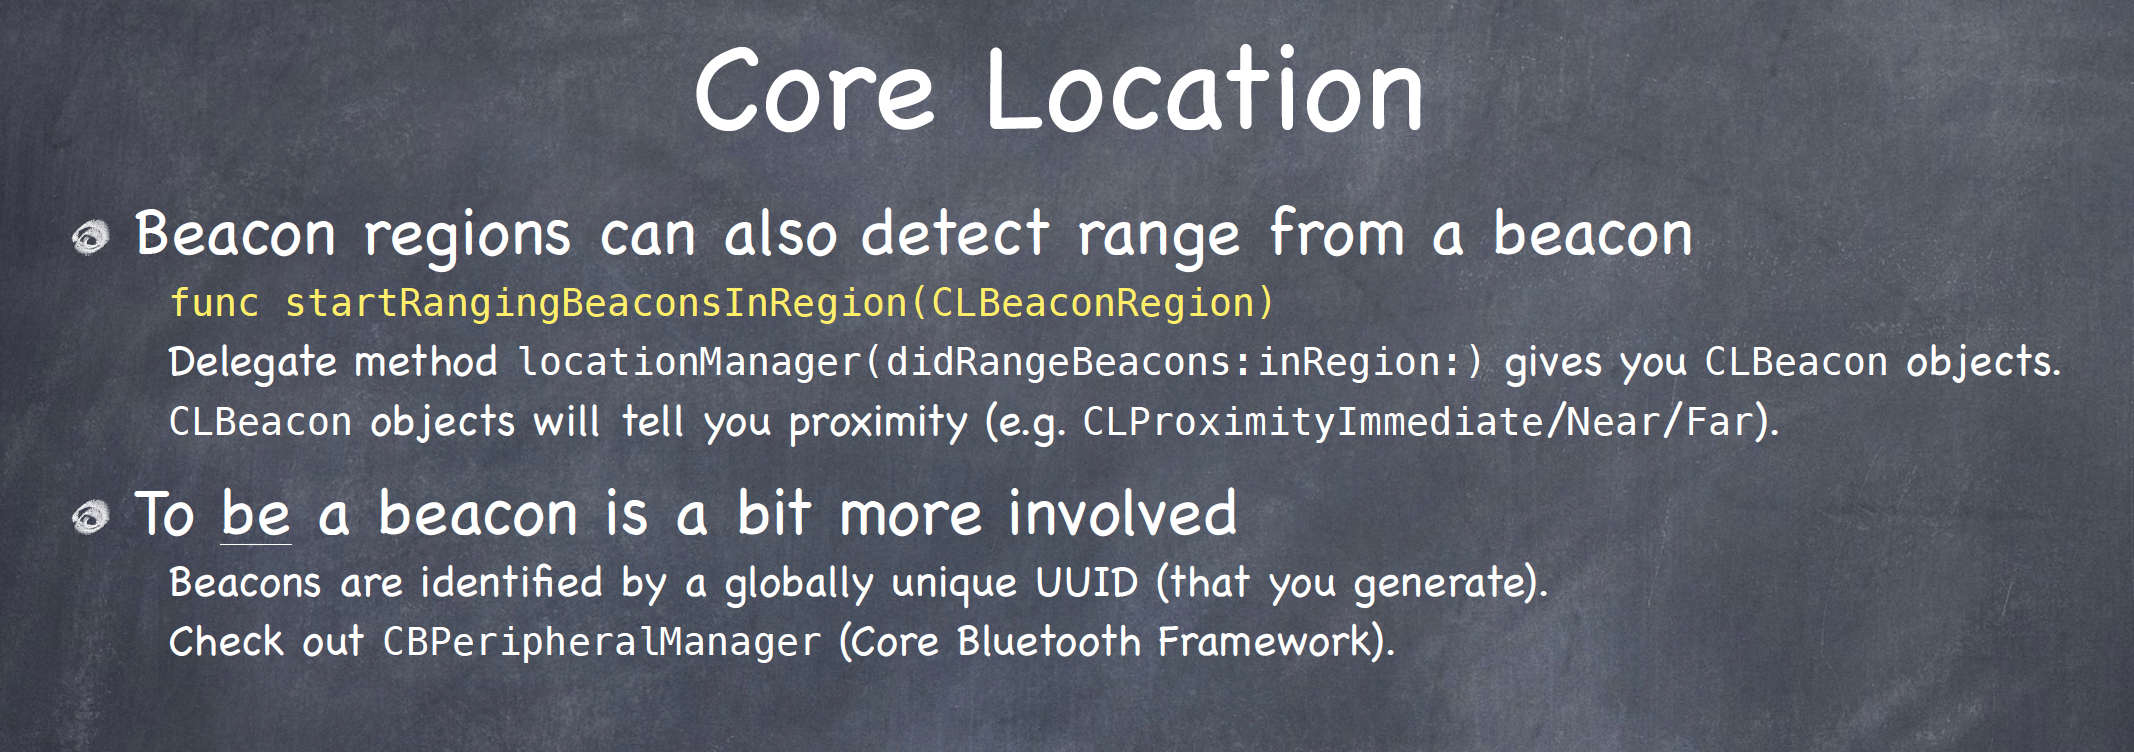 Core Location
Beacon regions can also detect range from a beacon
func startRangingBeaconsInRegion(CLBeaconRegion)
Delegate method locationManager(didRangeBeacons:inRegion:) gives you CLBeacon objects.
CLBeacon objects will tell you proximity (e.g. CLProximityImmediate/Near/Far).
To be a beacon is a bit more involved
Beacons are identified by a globally unique UUID (that you generate).
Check out CBPeripheralManager (Core Bluetooth Framework).